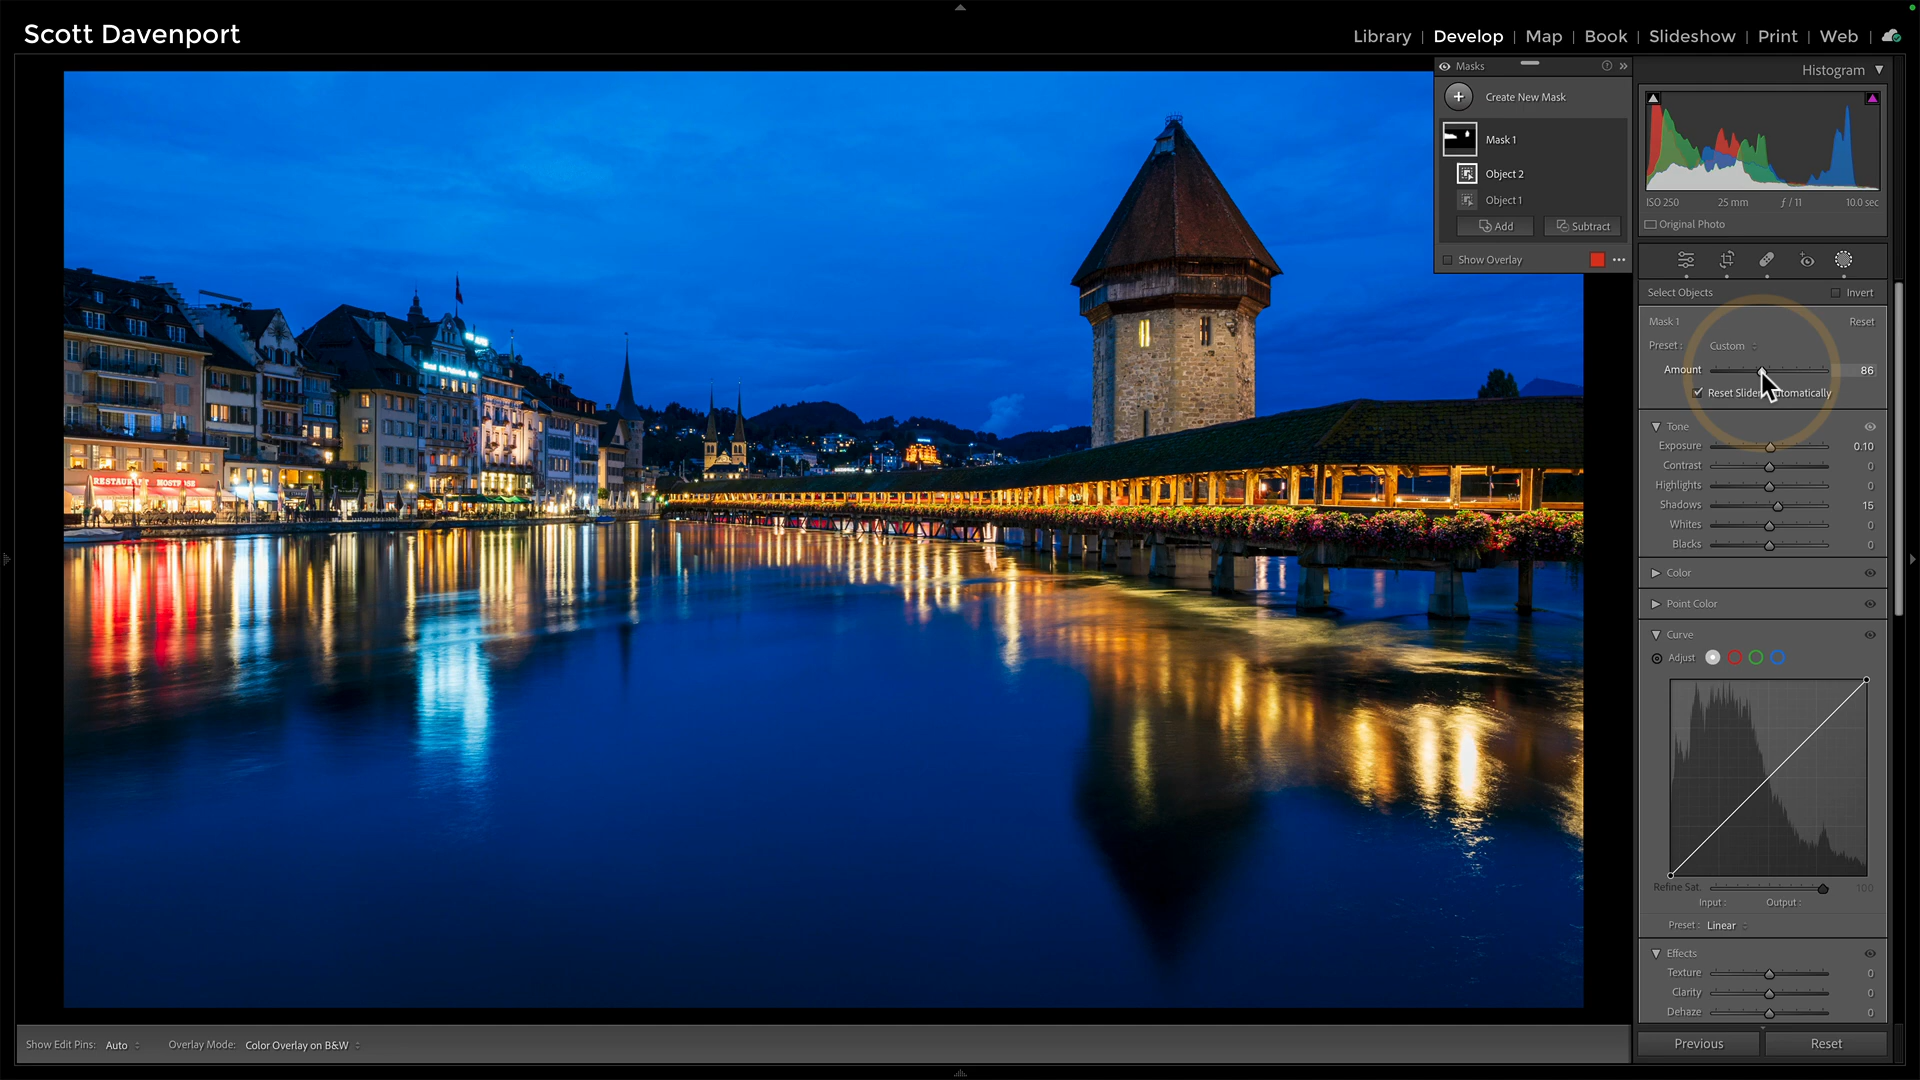 Scott Davenport
Library | Develop | Map | Book | Slideshow | Print | Web |
Masks
Create New Mask
Mask 1
Object 2
Object 1
Add
Subtract
Show Overlay
Histogram
ISO 250 25 mm ƒ / 11 10.0 sec
Original Photo
Select Objects Invert
Mask 1 Reset
Preset : Custom
Amount 86
Reset Slide utomatically
Tone
Exposure 0.10
Contrast 0
Highlights 0
Shadows 15
Whites 0
Blacks 0
Color
Point Color
Curve
Adjust
Refine Sat. 100
Input : Output :
Preset : Linear
Effects
Texture 0
Clarity 0
Dehaze 0
Previous Reset
RESTAURANT
Show Edit Pins: Auto Overlay Mode: Color Overlay on B&W